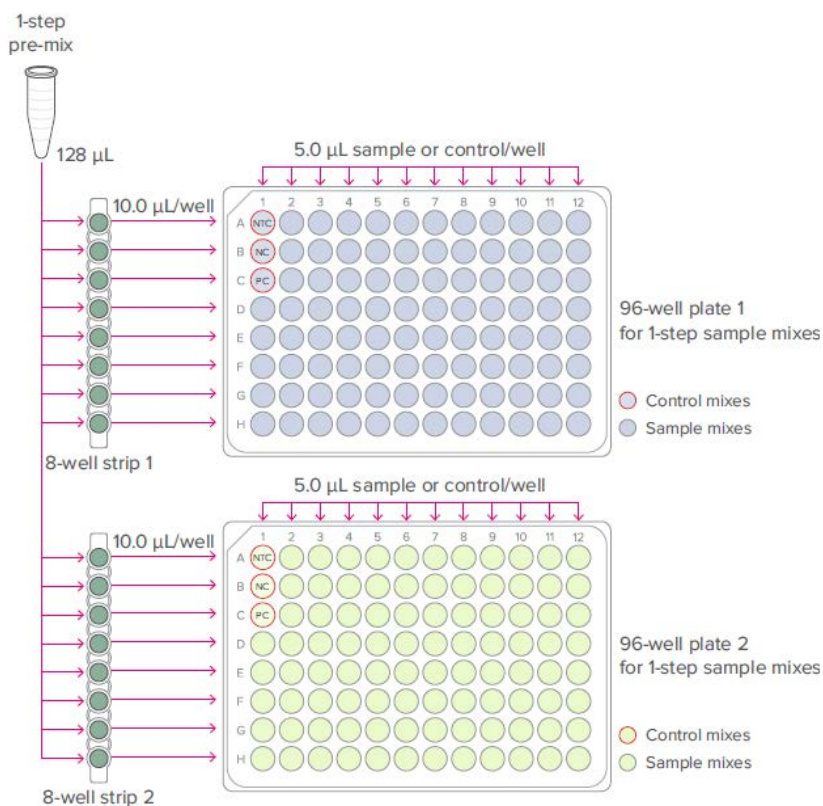 1-step
pre-mix
128 µL
5.0 µL sample or control/well
10.0 µL/well
1 2 3 4 5 6 7 8 9 10 11 12
A NTC
B NC
C PC
D
E
F
G
H
96-well plate 1
for 1-step sample mixes
Control mixes
Sample mixes
8-well strip 1
5.0 µL sample or control/well
10.0 µL/well
1 2 3 4 5 6 7 8 9 10 11 12
A NTC
B NC
C PC
D
E
F
G
H
96-well plate 2
for 1-step sample mixes
Control mixes
Sample mixes
8-well strip 2